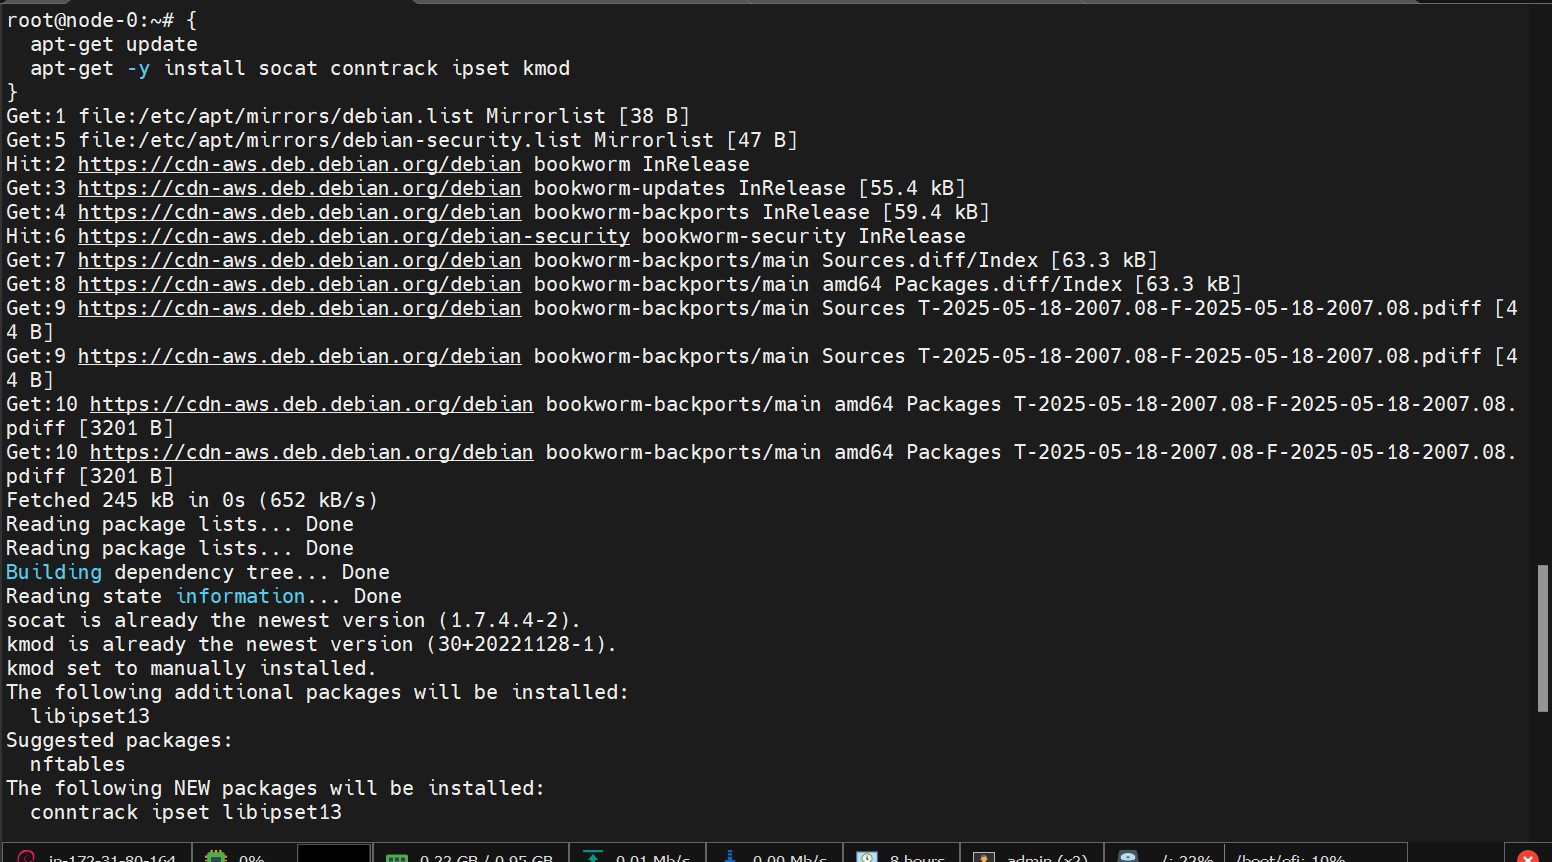 root@node-0:~# {
  apt-get update
  apt-get -y install socat conntrack ipset kmod
}
Get:1 file:/etc/apt/mirrors/debian.list Mirrorlist [38 B]
Get:5 file:/etc/apt/mirrors/debian-security.list Mirrorlist [47 B]
Hit:2 https://cdn-aws.deb.debian.org/debian bookworm InRelease
Get:3 https://cdn-aws.deb.debian.org/debian bookworm-updates InRelease [55.4 kB]
Get:4 https://cdn-aws.deb.debian.org/debian bookworm-backports InRelease [59.4 kB]
Hit:6 https://cdn-aws.deb.debian.org/debian-security bookworm-security InRelease
Get:7 https://cdn-aws.deb.debian.org/debian bookworm-backports/main Sources.diff/Index [63.3 kB]
Get:8 https://cdn-aws.deb.debian.org/debian bookworm-backports/main amd64 Packages.diff/Index [63.3 kB]
Get:9 https://cdn-aws.deb.debian.org/debian bookworm-backports/main Sources T-2025-05-18-2007.08-F-2025-05-18-2007.08.pdiff [4
4 B]
Get:9 https://cdn-aws.deb.debian.org/debian bookworm-backports/main Sources T-2025-05-18-2007.08-F-2025-05-18-2007.08.pdiff [4
4 B]
Get:10 https://cdn-aws.deb.debian.org/debian bookworm-backports/main amd64 Packages T-2025-05-18-2007.08-F-2025-05-18-2007.08.
pdiff [3201 B]
Get:10 https://cdn-aws.deb.debian.org/debian bookworm-backports/main amd64 Packages T-2025-05-18-2007.08-F-2025-05-18-2007.08.
pdiff [3201 B]
Fetched 245 kB in 0s (652 kB/s)
Reading package lists... Done
Reading package lists... Done
Building dependency tree... Done
Reading state information... Done
socat is already the newest version (1.7.4.4-2).
kmod is already the newest version (30+20221128-1).
kmod set to manually installed.
The following additional packages will be installed:
  libipset13
Suggested packages:
  nftables
The following NEW packages will be installed:
  conntrack ipset libipset13
ip-172-31-80-164 0% 0.22 GB / 0.95 GB 0.01 Mb/s 0.00 Mb/s 8 hours admin (x2) /: 22% /boot/efi: 10%